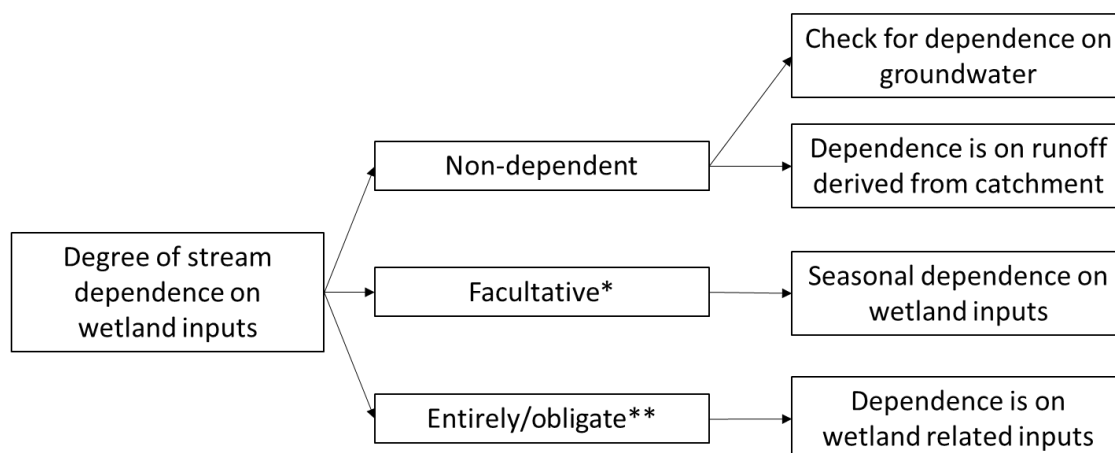 Degree of stream
dependence on
wetland inputs
Non-dependent
Facultative*
Entirely/obligate**
Check for dependence on
groundwater
Dependence is on runoff
derived from catchment
Seasonal dependence on
wetland inputs
Dependence is on
wetland related inputs